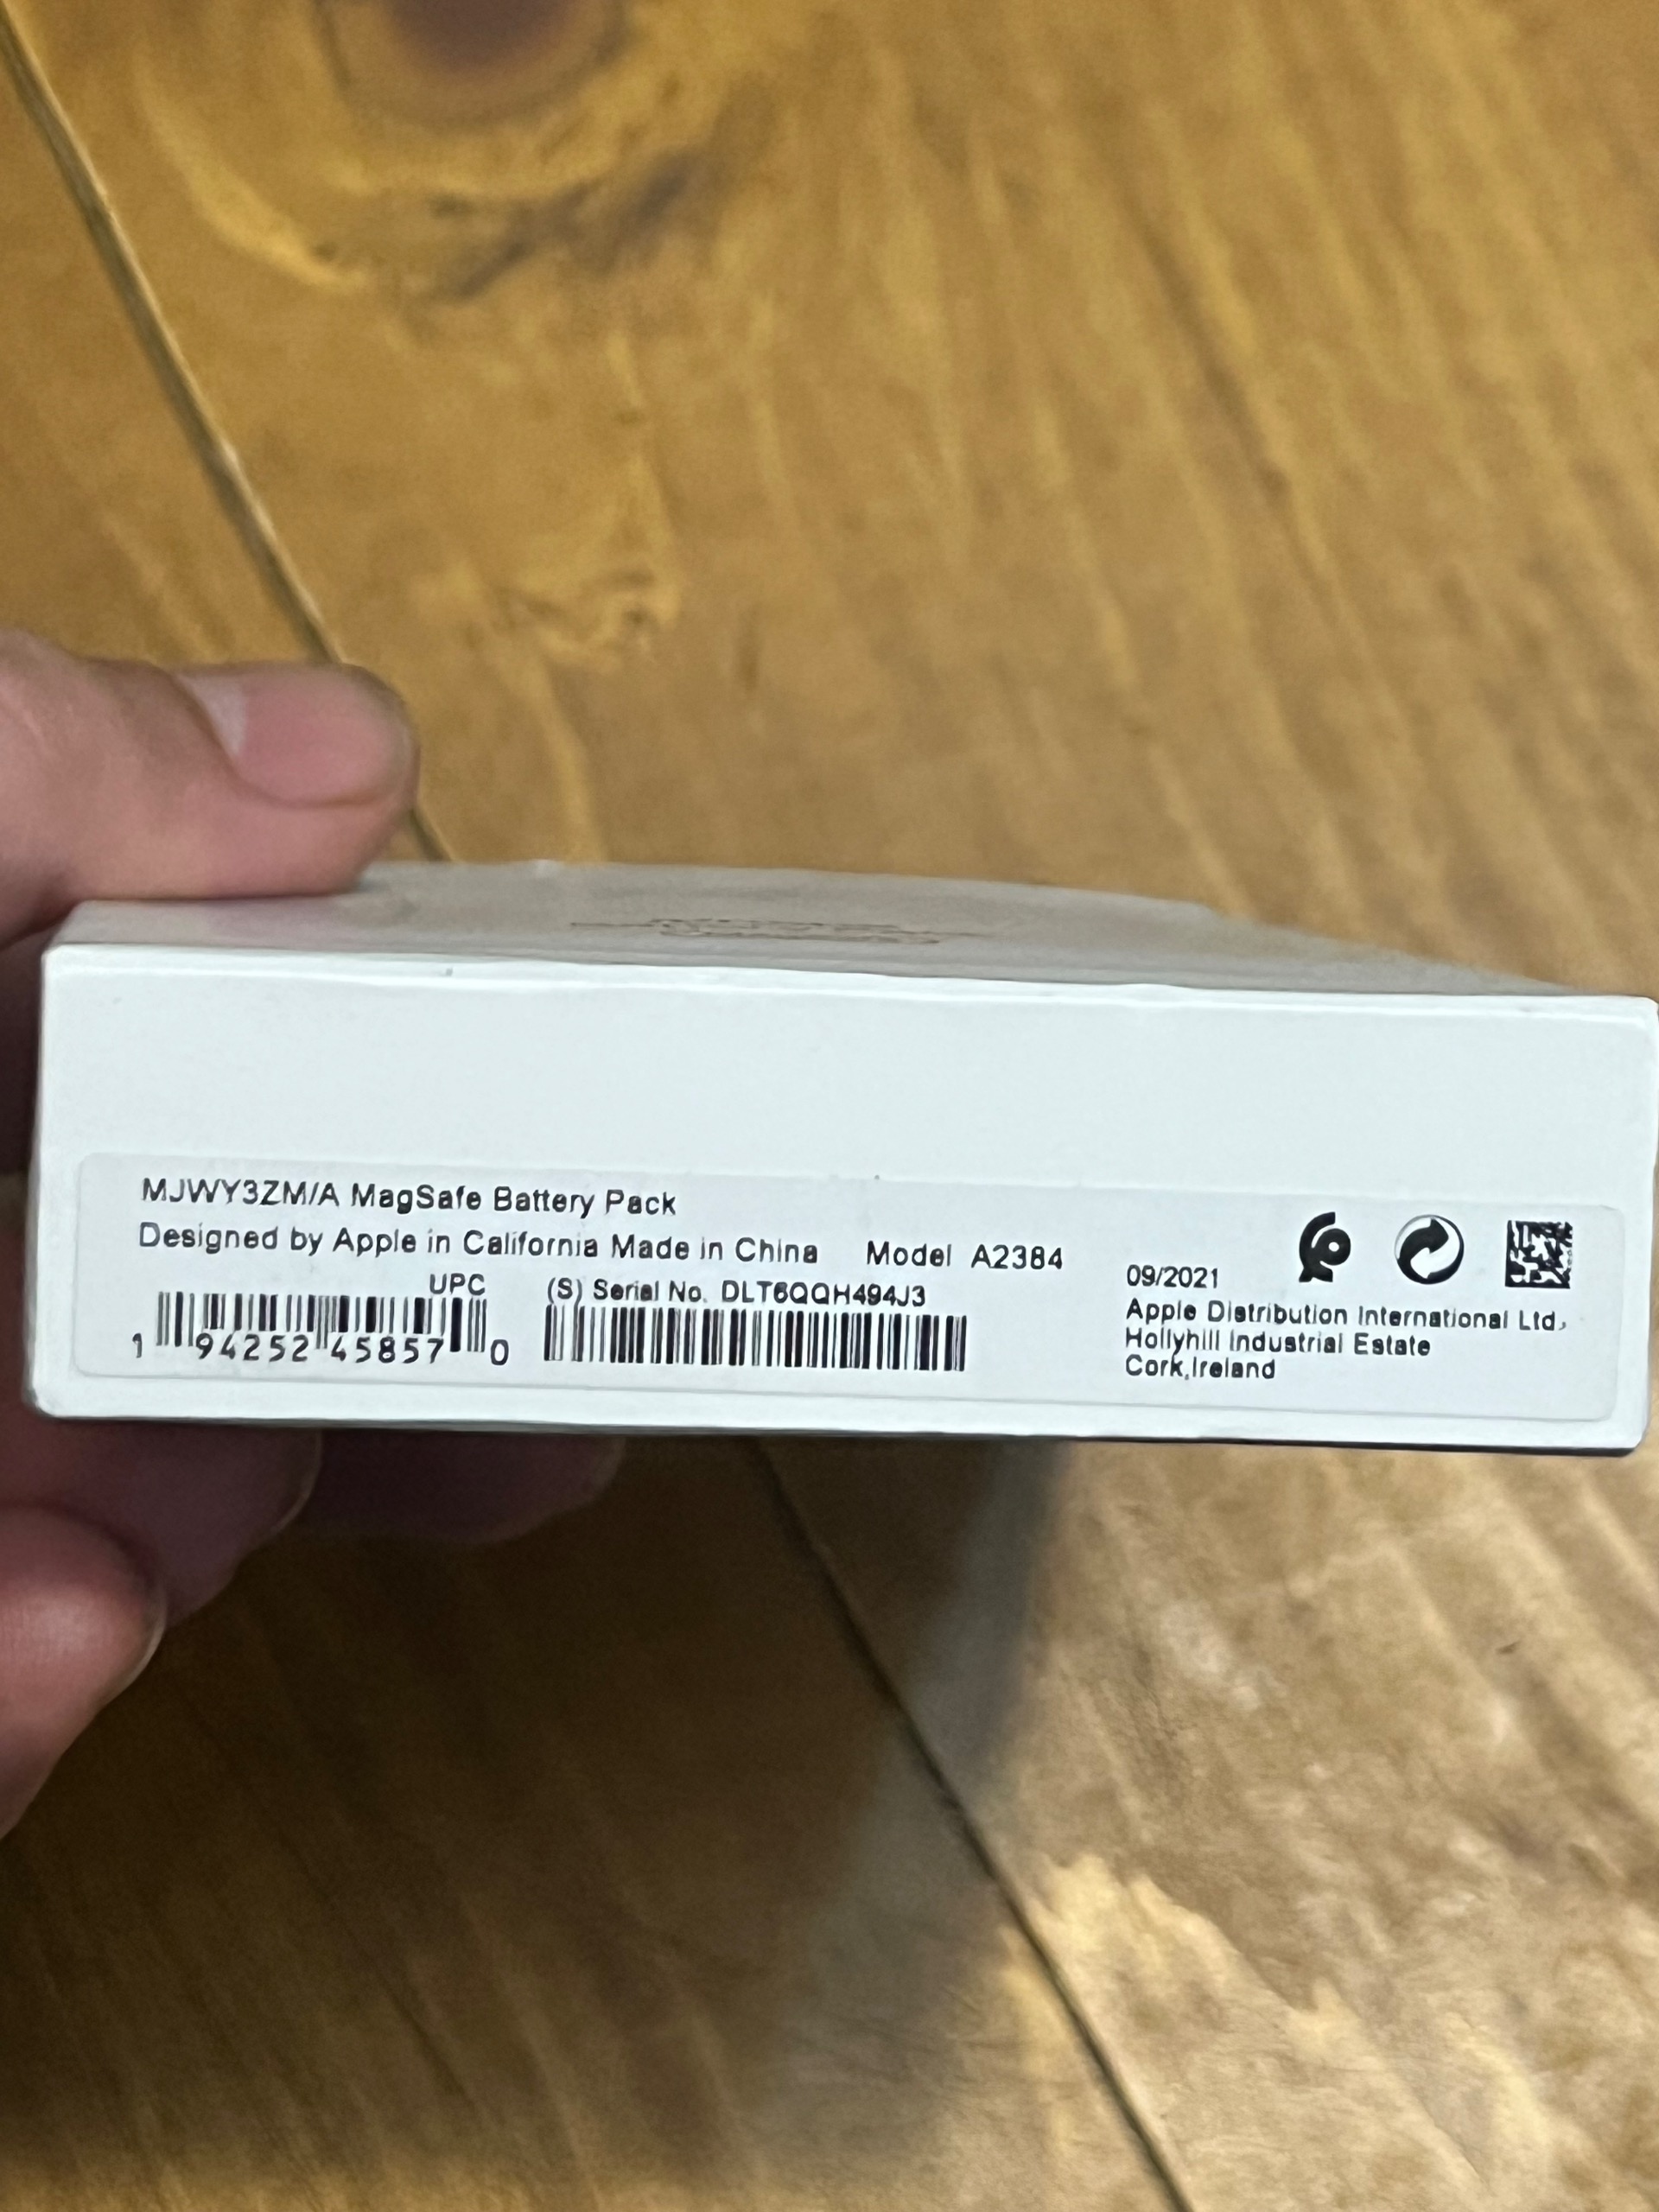 MJWY3ZM/A MagSafe Battery Pack
Designed by Apple in California Made in China Model A2384
UPC
1 94252 45857 0
(S) Serial No. DLT6QQH494J3
09/2021
Apple Distribution International Ltd.
Hollyhill Industrial Estate
Cork,Ireland